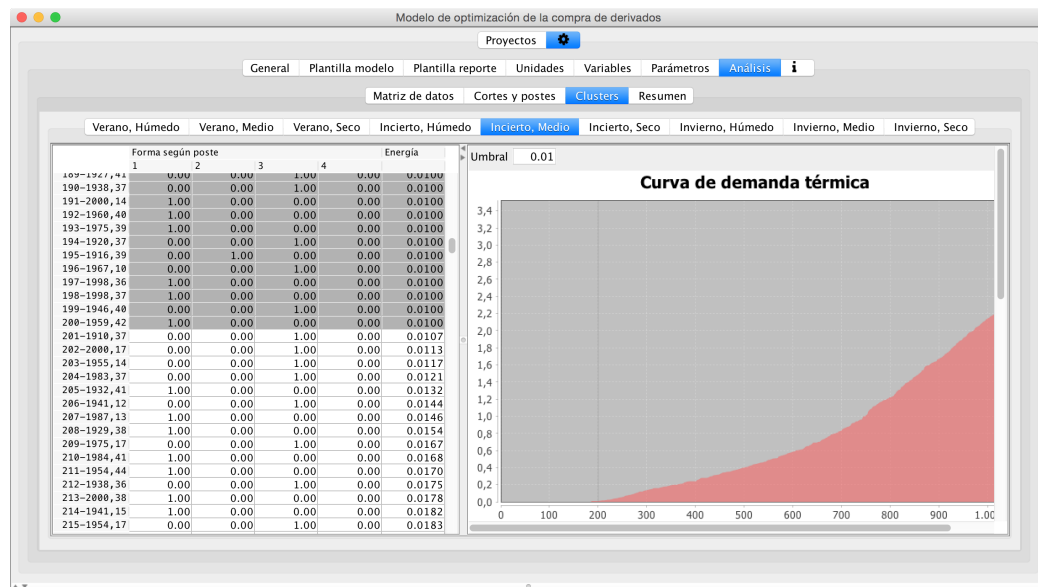 Modelo de optimización de la compra de derivados
Proyectos
General Plantilla modelo Plantilla reporte Unidades Variables Parámetros Análisis i
Matriz de datos Cortes y postes Clusters Resumen
Verano, Húmedo Verano, Medio Verano, Seco Incierto, Húmedo Incierto, Medio Incierto, Seco Invierno, Húmedo Invierno, Medio Invierno, Seco
Forma según poste Energía
1 2 3 4
189-1927,41 0.00 0.00 1.00 0.00 0.0100
190-1938,37 0.00 0.00 1.00 0.00 0.0100
191-2000,14 1.00 0.00 0.00 0.00 0.0100
192-1960,40 1.00 0.00 0.00 0.00 0.0100
193-1975,39 1.00 0.00 0.00 0.00 0.0100
194-1920,37 0.00 0.00 1.00 0.00 0.0100
195-1916,39 0.00 1.00 0.00 0.00 0.0100
196-1967,10 0.00 0.00 1.00 0.00 0.0100
197-1998,36 1.00 0.00 0.00 0.00 0.0100
198-1998,37 1.00 0.00 0.00 0.00 0.0100
199-1946,40 0.00 0.00 1.00 0.00 0.0100
200-1959,42 1.00 0.00 0.00 0.00 0.0100
201-1910,37 0.00 0.00 1.00 0.00 0.0107
202-2000,17 0.00 0.00 1.00 0.00 0.0113
203-1955,14 0.00 0.00 1.00 0.00 0.0117
204-1983,37 0.00 0.00 1.00 0.00 0.0121
205-1932,41 1.00 0.00 0.00 0.00 0.0132
206-1941,12 0.00 0.00 1.00 0.00 0.0144
207-1987,13 1.00 0.00 0.00 0.00 0.0146
208-1929,38 1.00 0.00 0.00 0.00 0.0154
209-1975,17 0.00 0.00 1.00 0.00 0.0167
210-1984,41 1.00 0.00 0.00 0.00 0.0168
211-1954,44 1.00 0.00 0.00 0.00 0.0170
212-1938,36 0.00 0.00 1.00 0.00 0.0175
213-2000,38 1.00 0.00 0.00 0.00 0.0178
214-1941,15 1.00 0.00 0.00 0.00 0.0182
215-1954,17 0.00 0.00 1.00 0.00 0.0183
Umbral 0.01
Curva de demanda térmica
3,4
3,2
3,0
2,8
2,6
2,4
2,2
2,0
1,8
1,6
1,4
1,2
1,0
0,8
0,6
0,4
0,2
0,0
0 100 200 300 400 500 600 700 800 900 1.00